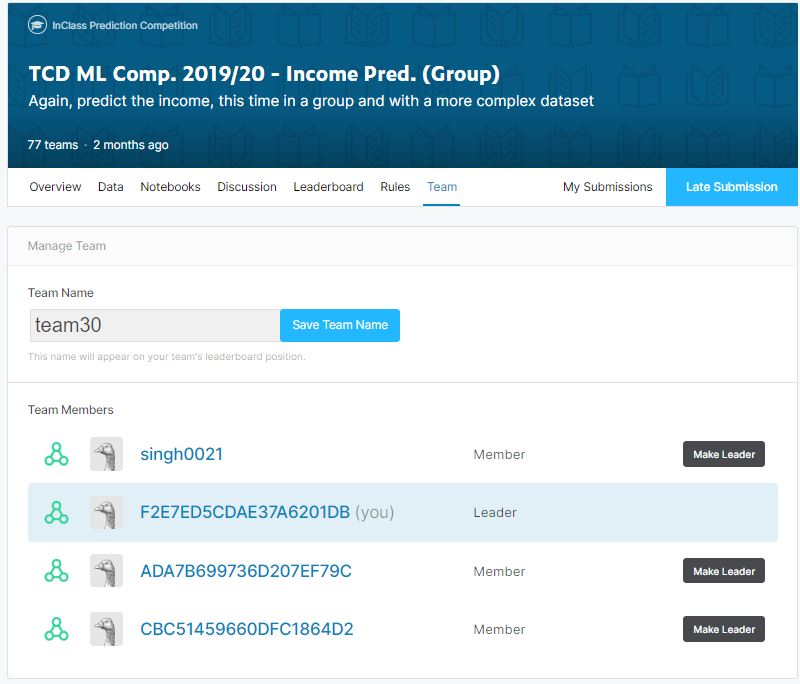 InClass Prediction Competition
TCD ML Comp. 2019/20 - Income Pred. (Group)
Again, predict the income, this time in a group and with a more complex dataset
77 teams · 2 months ago
Overview Data Notebooks Discussion Leaderboard Rules Team My Submissions Late Submission
Manage Team
Team Name
team30 Save Team Name
This name will appear on your team's leaderboard position.
Team Members
singh0021 Member Make Leader
F2E7ED5CDAE37A6201DB (you) Leader
ADA7B699736D207EF79C Member Make Leader
CBC51459660DFC1864D2 Member Make Leader